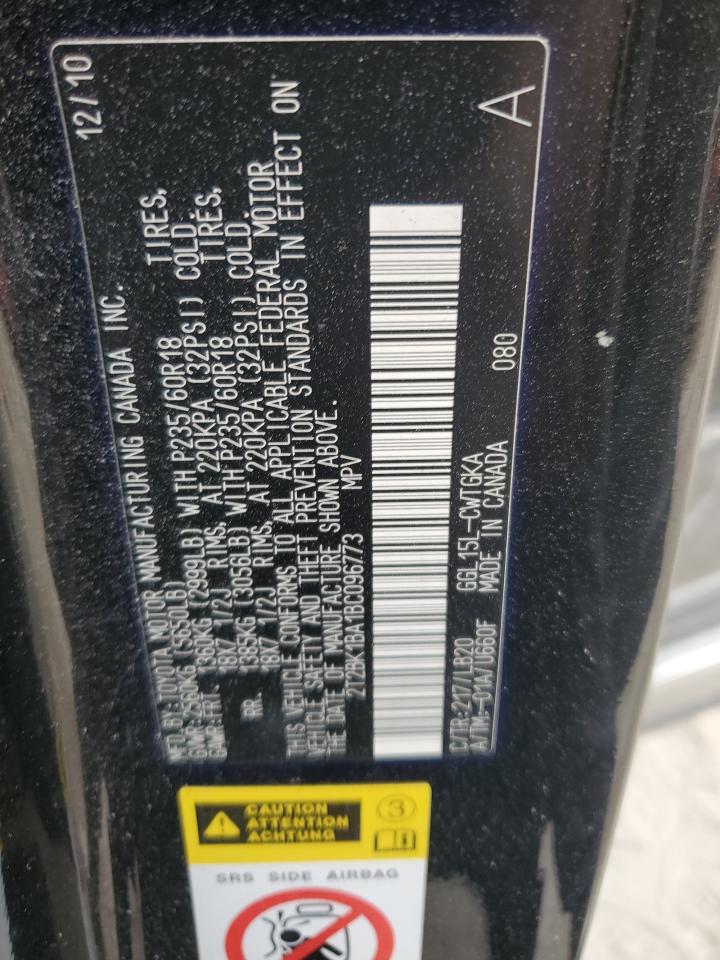 MFD. BY: TOYOTA MOTOR MANUFACTURING CANADA INC. 12/10
GVWR: 2560KG (5650LB)
GAWR: FRT. 1360KG (2999LB) WITH P235/60R18 TIRES,
18X7 1/2J RIMS, AT 220KPA (32PSI) COLD.
RR. 1385KG (3056LB) WITH P235/60R18 TIRES,
18X7 1/2J RIMS, AT 220KPA (32PSI) COLD.
THIS VEHICLE CONFORMS TO ALL APPLICABLE FEDERAL MOTOR
VEHICLE SAFETY AND THEFT PREVENTION STANDARDS IN EFFECT ON
THE DATE OF MANUFACTURE SHOWN ABOVE.
2T2BK1BA1BC096773 MPV
C/TR: 217/LB20 GGL15L-CWTGKA 080 A
A/TM: -01A/U660F MADE IN CANADA
CAUTION
ATTENTION
ACHTUNG
3
SRS SIDE AIRBAG